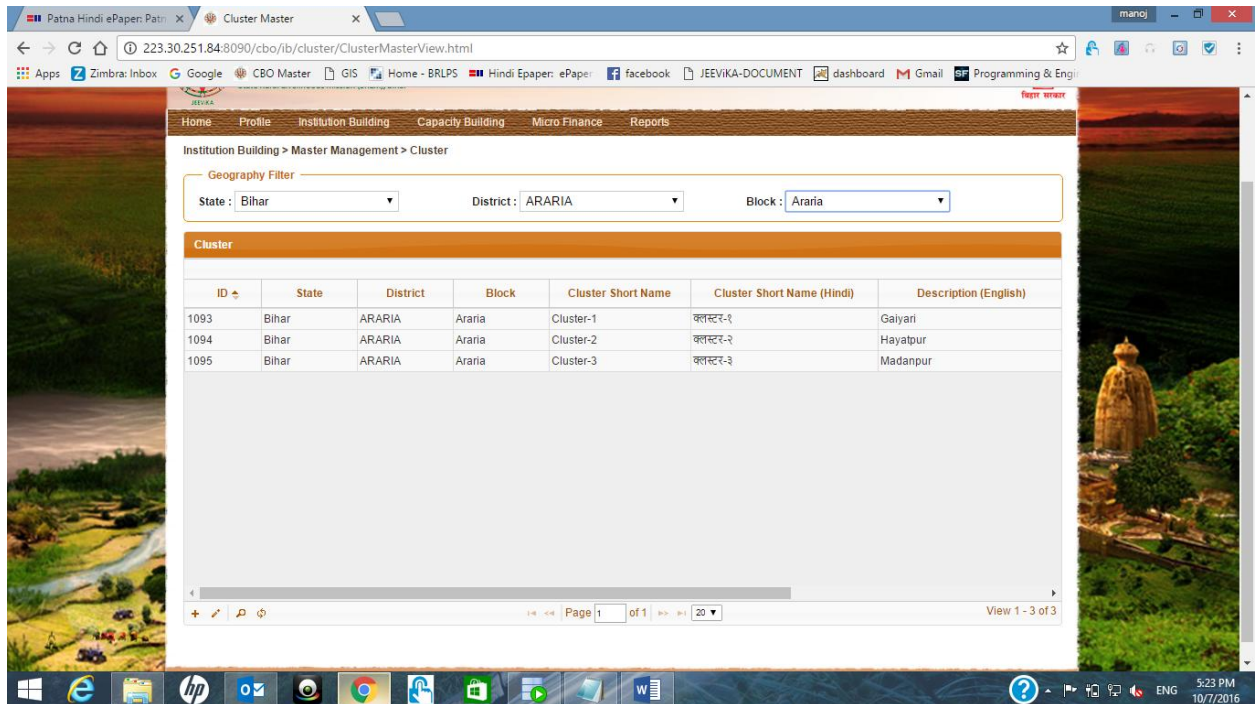 Patna Hindi ePaper: Patn
Cluster Master
manoj
223.30.251.84:8090/cbo/ib/cluster/ClusterMasterView.html
Apps Zimbra: Inbox Google CBO Master GIS Home - BRLPS Hindi Epaper: ePaper facebook JEEViKA-DOCUMENT dashboard Gmail Programming & Engi
JEEVIKA
बिहार सरकार
Home Profile Institution Building Capacity Building Micro Finance Reports
Institution Building > Master Management > Cluster
Geography Filter
State : Bihar District : ARARIA Block : Araria
Cluster
ID State District Block Cluster Short Name Cluster Short Name (Hindi) Description (English)
1093 Bihar ARARIA Araria Cluster-1 क्लस्टर-१ Gaiyari
1094 Bihar ARARIA Araria Cluster-2 क्लस्टर-२ Hayatpur
1095 Bihar ARARIA Araria Cluster-3 क्लस्टर-३ Madanpur
Page 1 of 1 20 View 1 - 3 of 3
ENG 5:23 PM
10/7/2016